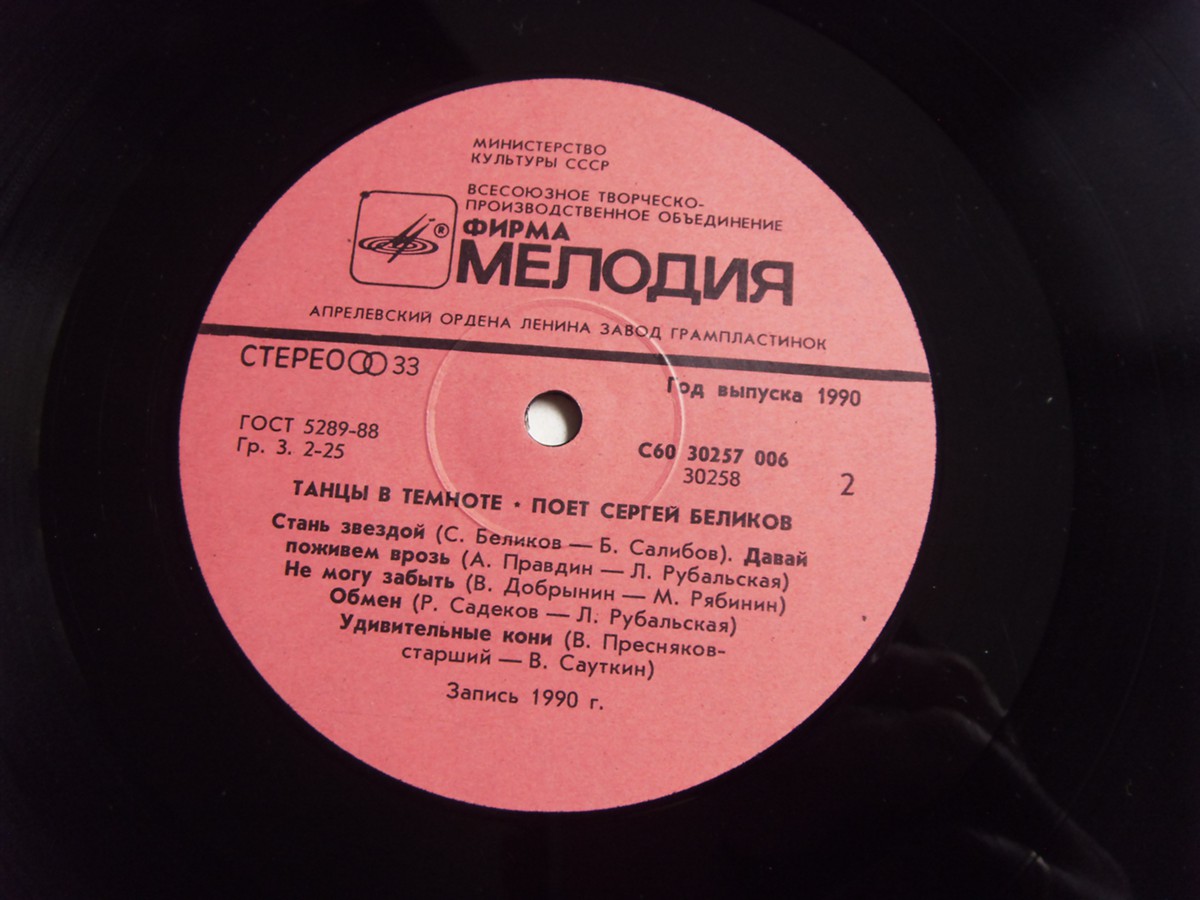 МИНИСТЕРСТВО
КУЛЬТУРЫ СССР
ВСЕСОЮЗНОЕ ТВОРЧЕСКО-
ПРОИЗВОДСТВЕННОЕ ОБЪЕДИНЕНИЕ
®
ФИРМА
МЕЛОДИЯ
АПРЕЛЕВСКИЙ ОРДЕНА ЛЕНИНА ЗАВОД ГРАМПЛАСТИНОК
СТЕРЕО 33
Год выпуска 1990
ГОСТ 5289-88
Гр. 3. 2-25
С60 30257 006
30258
2
ТАНЦЫ В ТЕМНОТЕ • ПОЕТ СЕРГЕЙ БЕЛИКОВ
Стань звездой (С. Беликов — Б. Салибов). Давай
поживем врозь (А. Правдин — Л. Рубальская)
Не могу забыть (В. Добрынин — М. Рябинин)
Обмен (Р. Садеков — Л. Рубальская)
Удивительные кони (В. Пресняков-
старший — В. Сауткин)
Запись 1990 г.